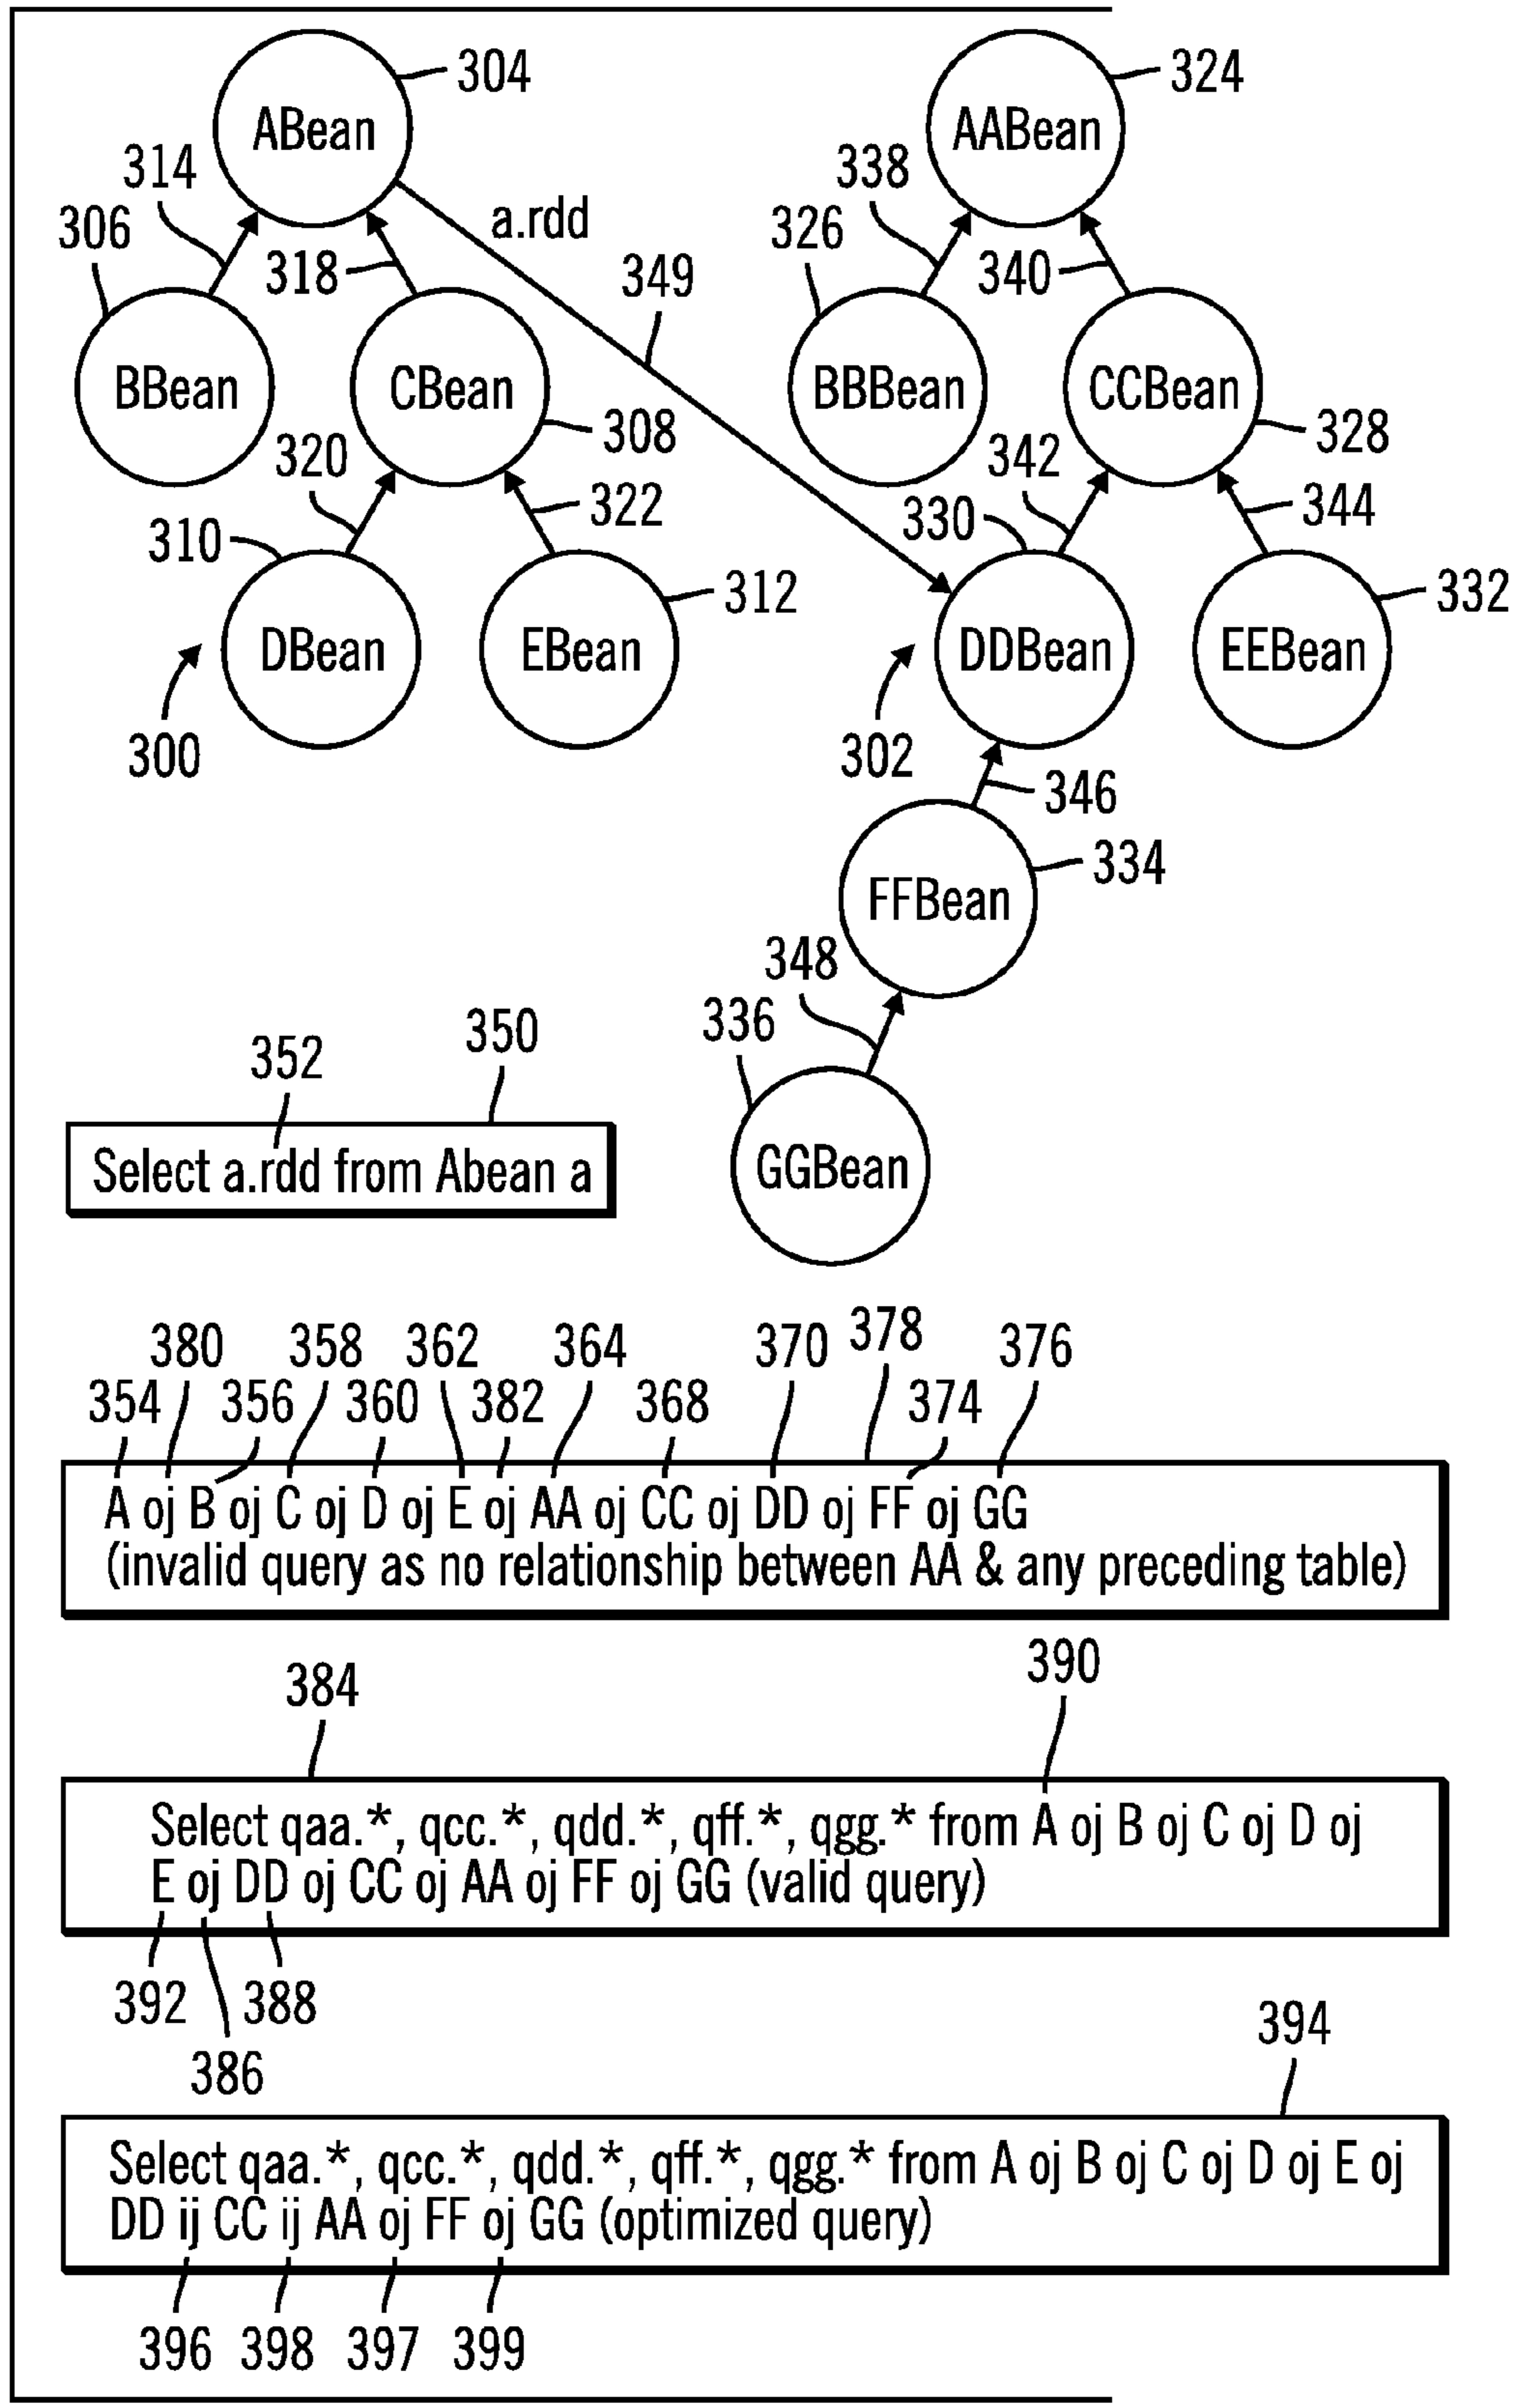 304
324
ABean
AABean
314
338
306
a.rdd
326
318
349
340
BBean
CBean
BBBean
CCBean
308
328
320
342
322
330
344
310
312
332
DBean
EBean
DDBean
EEBean
300
302
346
334
FFBean
348
336
350
352
Select a.rdd from Abean a
GGBean
380 358 362 364 370 378 376
354 356 360 382 368 374
A oj B oj C oj D oj E oj AA oj CC oj DD oj FF oj GG
(invalid query as no relationship between AA & any preceding table)
390
384
Select qaa.*, qcc.*, qdd.*, qff.*, qgg.* from A oj B oj C oj D oj
E oj DD oj CC oj AA oj FF oj GG (valid query)
392 388
386
394
Select qaa.*, qcc.*, qdd.*, qff.*, qgg.* from A oj B oj C oj D oj E oj
DD ij CC ij AA oj FF oj GG (optimized query)
396 398 397 399